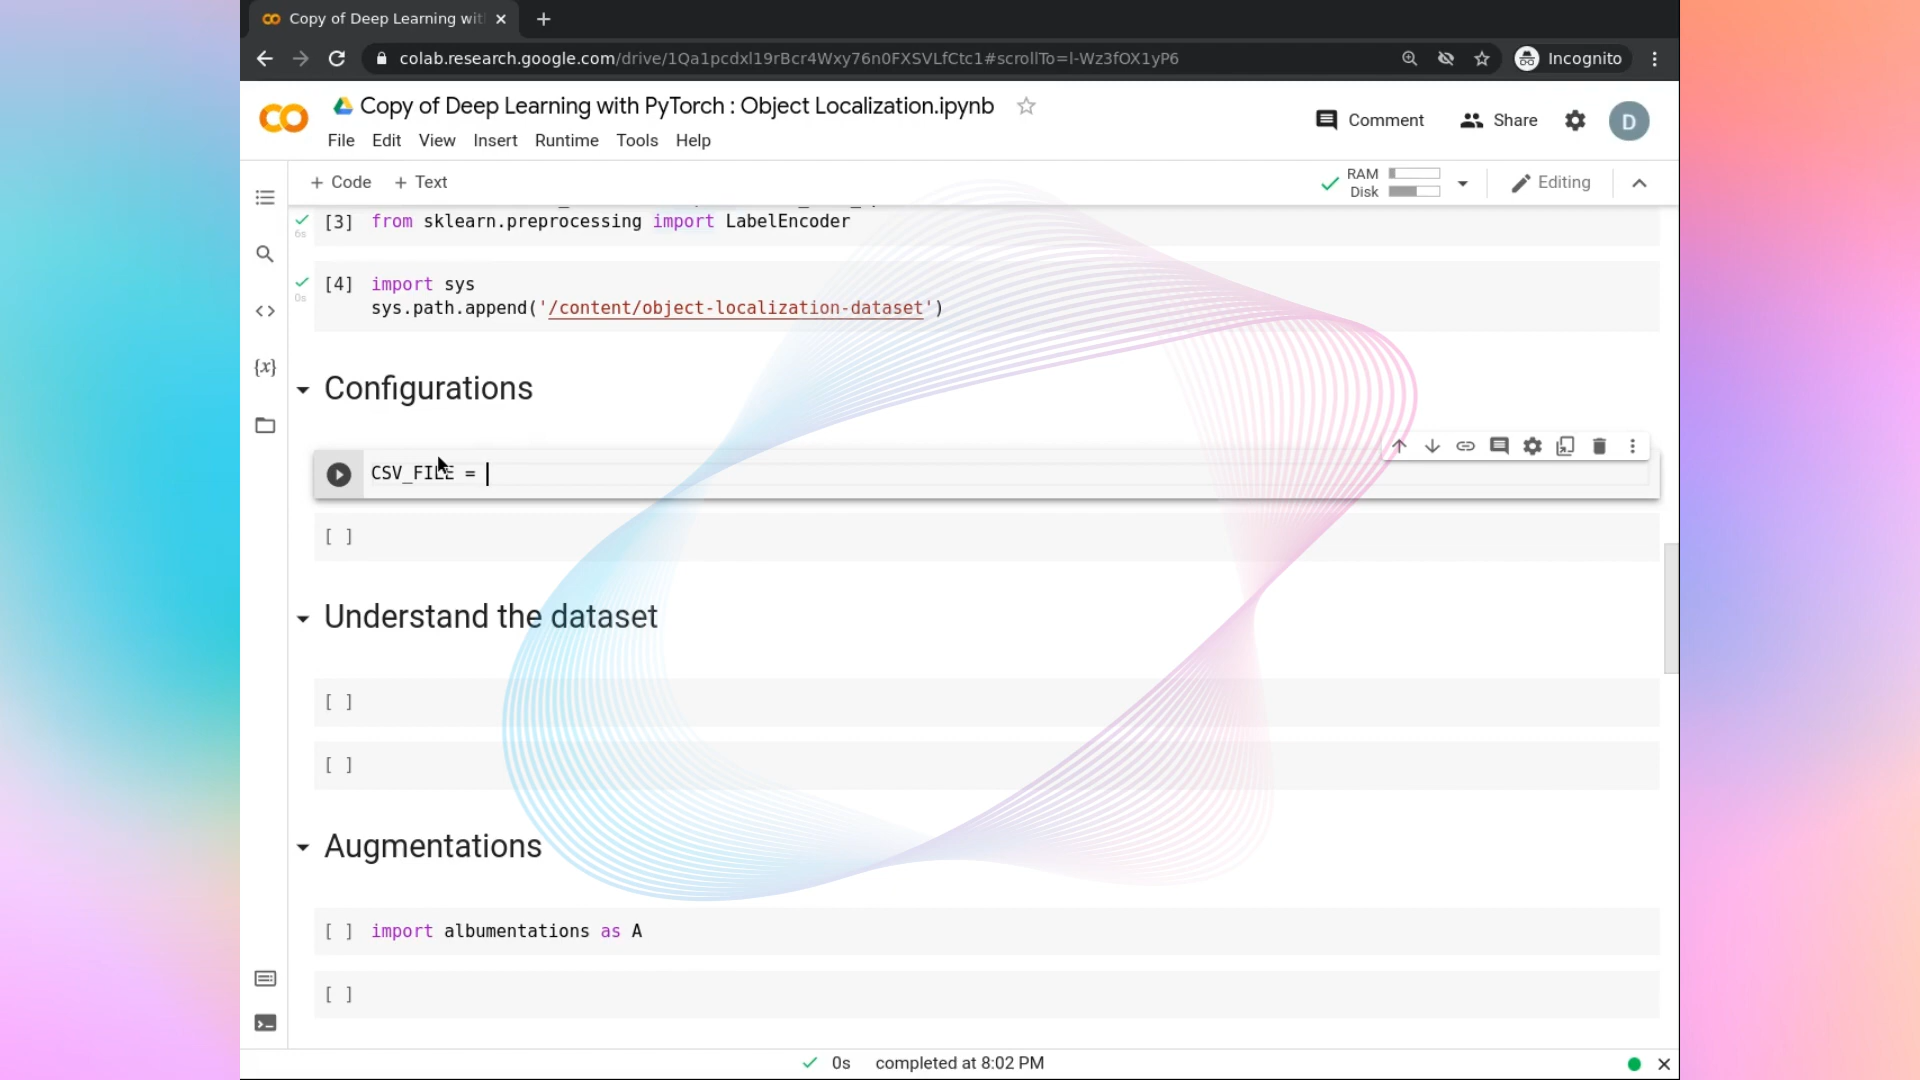 Copy of Deep Learning wit
colab.research.google.com/drive/1Qa1pcdxl19rBcr4Wxy76n0FXSVLfCtc1#scrollTo=l-Wz3fOX1yP6
Incognito
Copy of Deep Learning with PyTorch : Object Localization.ipynb
Comment
Share
D
File Edit View Insert Runtime Tools Help
+ Code + Text
RAM
Disk
Editing
[3] from sklearn.preprocessing import LabelEncoder
6s
[4] import sys
0s
sys.path.append('/content/object-localization-dataset')
Configurations
CSV_FILE =
[ ]
Understand the dataset
[ ]
[ ]
Augmentations
[ ] import albumentations as A
[ ]
0s completed at 8:02 PM